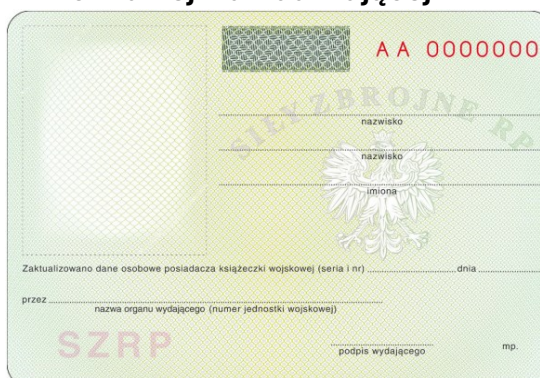 AA 0000000
SIŁY ZBROJNE RP
nazwisko
nazwisko
imiona
Zaktualizowano dane osobowe posiadacza książeczki wojskowej (seria i nr) ........ dnia ........
przez ........
nazwa organu wydającego (numer jednostki wojskowej)
SZRP
podpis wydającego
mp.